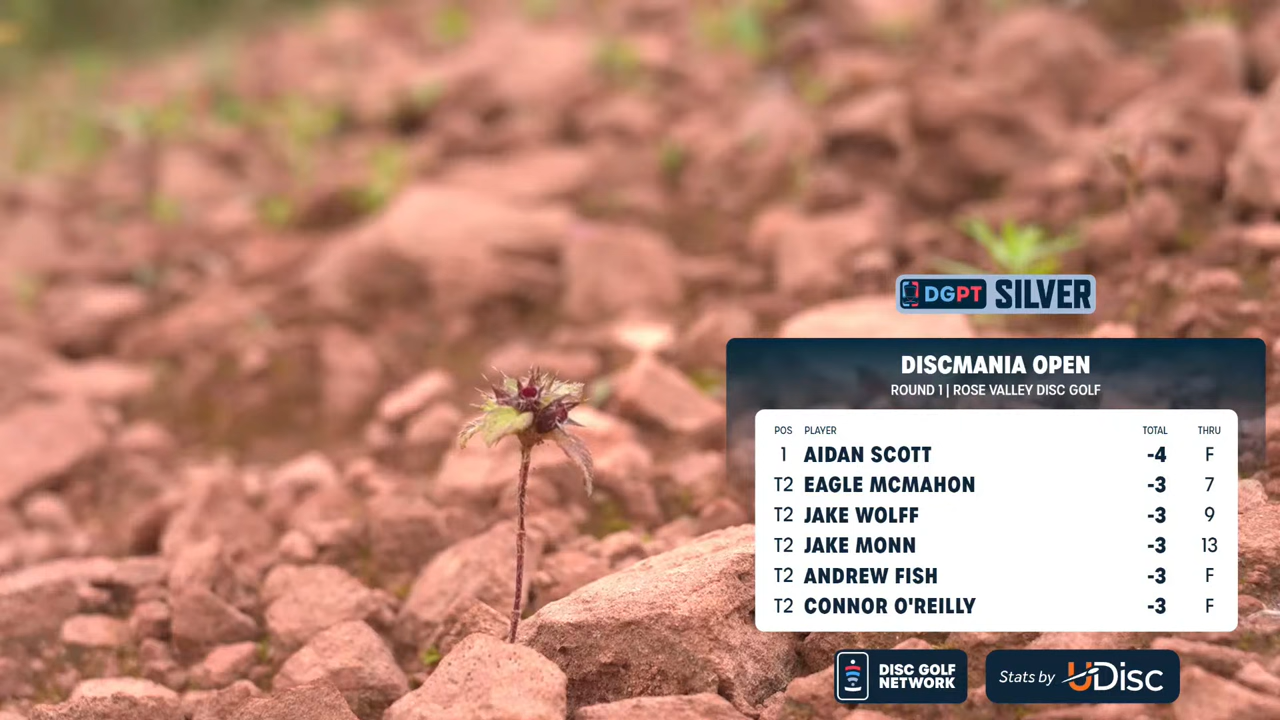 DGPT SILVER
DISCMANIA OPEN
ROUND 1 | ROSE VALLEY DISC GOLF
POS PLAYER TOTAL THRU
1 AIDAN SCOTT -4 F
T2 EAGLE MCMAHON -3 7
T2 JAKE WOLFF -3 9
T2 JAKE MONN -3 13
T2 ANDREW FISH -3 F
T2 CONNOR O'REILLY -3 F
DISC GOLF
NETWORK
Stats by UDisc